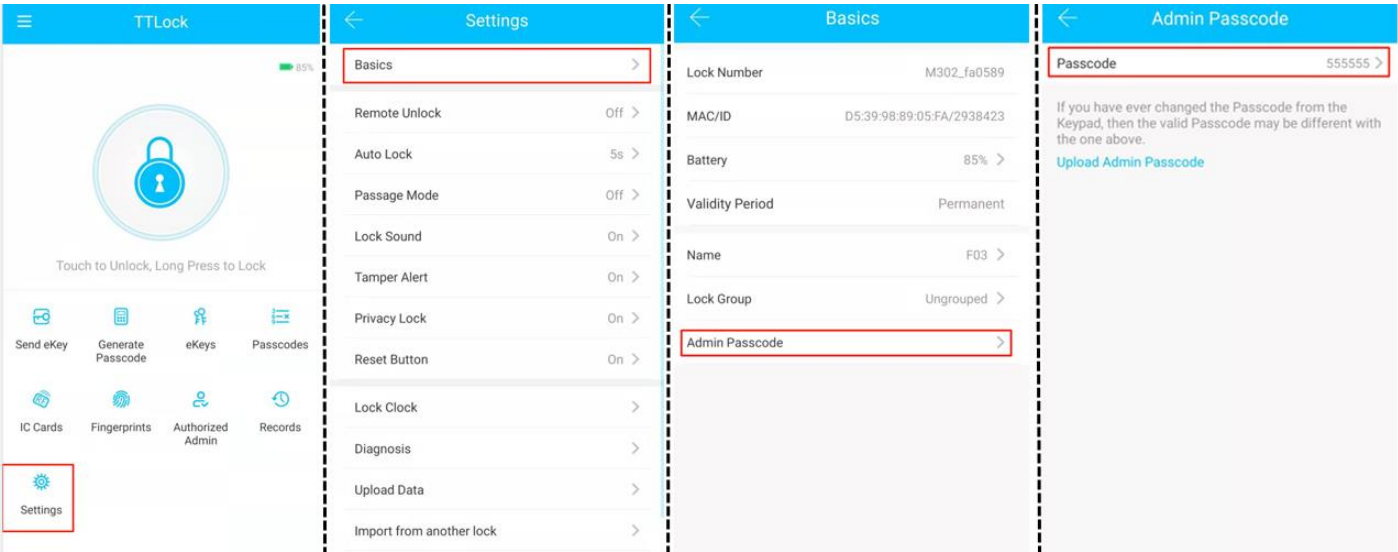 TTLock
85%
Touch to Unlock, Long Press to Lock
Send eKey
Generate
Passcode
eKeys
Passcodes
IC Cards
Fingerprints
Authorized
Admin
Records
Settings
Settings
Basics
Remote Unlock Off
Auto Lock 5s
Passage Mode Off
Lock Sound On
Tamper Alert On
Privacy Lock On
Reset Button On
Lock Clock
Diagnosis
Upload Data
Import from another lock
Basics
Lock Number M302_fa0589
MAC/ID D5:39:98:89:05:FA/2938423
Battery 85%
Validity Period Permanent
Name F03
Lock Group Ungrouped
Admin Passcode
Admin Passcode
Passcode 555555
If you have ever changed the Passcode from the
Keypad, then the valid Passcode may be different with
the one above.
Upload Admin Passcode